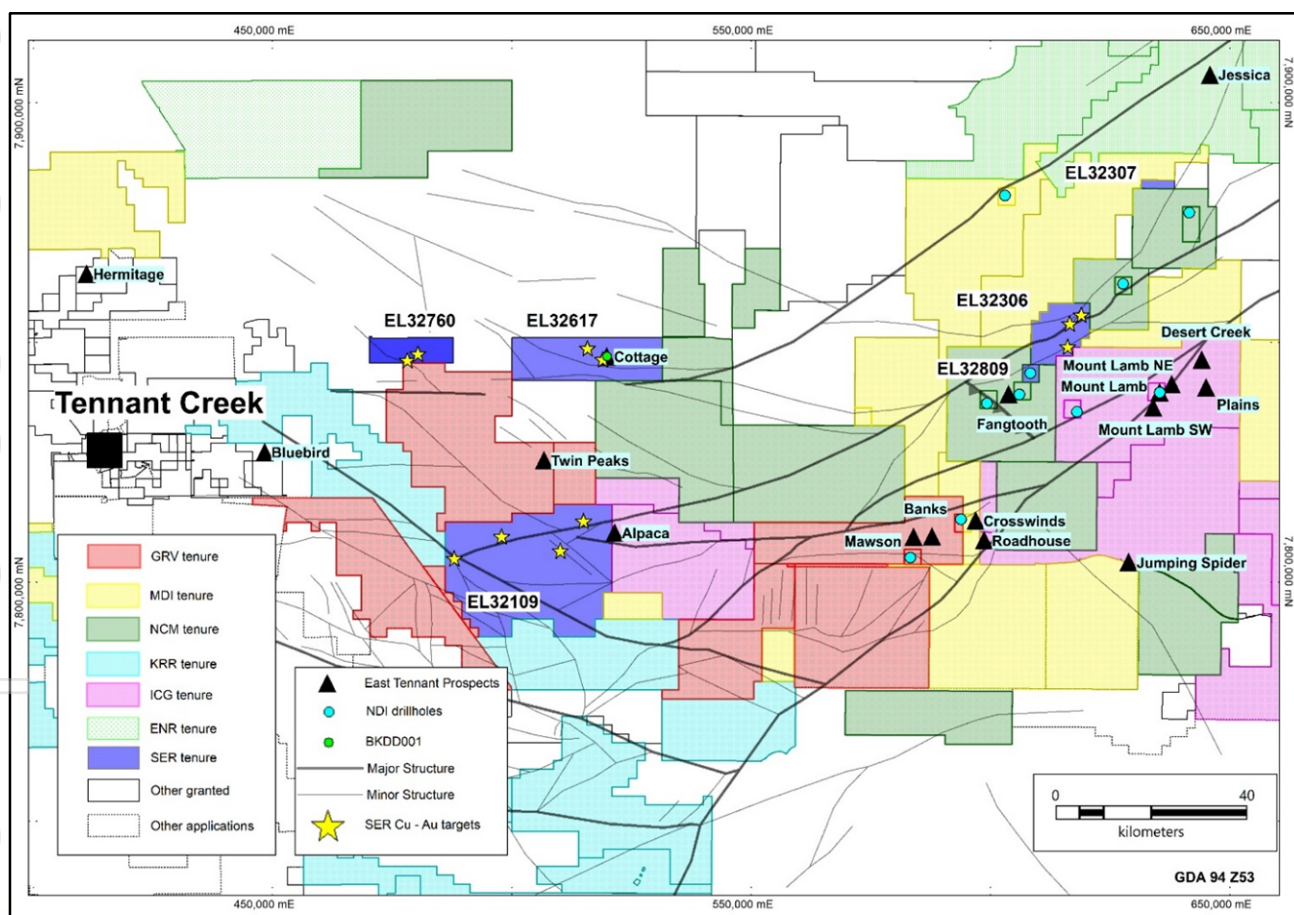 450,000 mE
550,000 mE
650,000 mE
7,900,000 mN
7,900,000 mN
Jessica
EL32307
Hermitage
EL32760
EL32617
EL32306
Cottage
Desert Creek
EL32809
Mount Lamb NE
Mount Lamb
Plains
Tennant Creek
Fangtooth
Mount Lamb SW
Bluebird
Twin Peaks
Banks
Crosswinds
Alpaca
Mawson
Roadhouse
Jumping Spider
7,800,000 mN
7,800,000 mN
EL32109
GRV tenure
MDI tenure
NCM tenure
KRR tenure
ICG tenure
ENR tenure
SER tenure
Other granted
Other applications
East Tennant Prospects
NDI drillholes
BKDD001
Major Structure
Minor Structure
SER Cu - Au targets
0
40
kilometers
GDA 94 Z53
450,000 mE
550,000 mE
650,000 mE